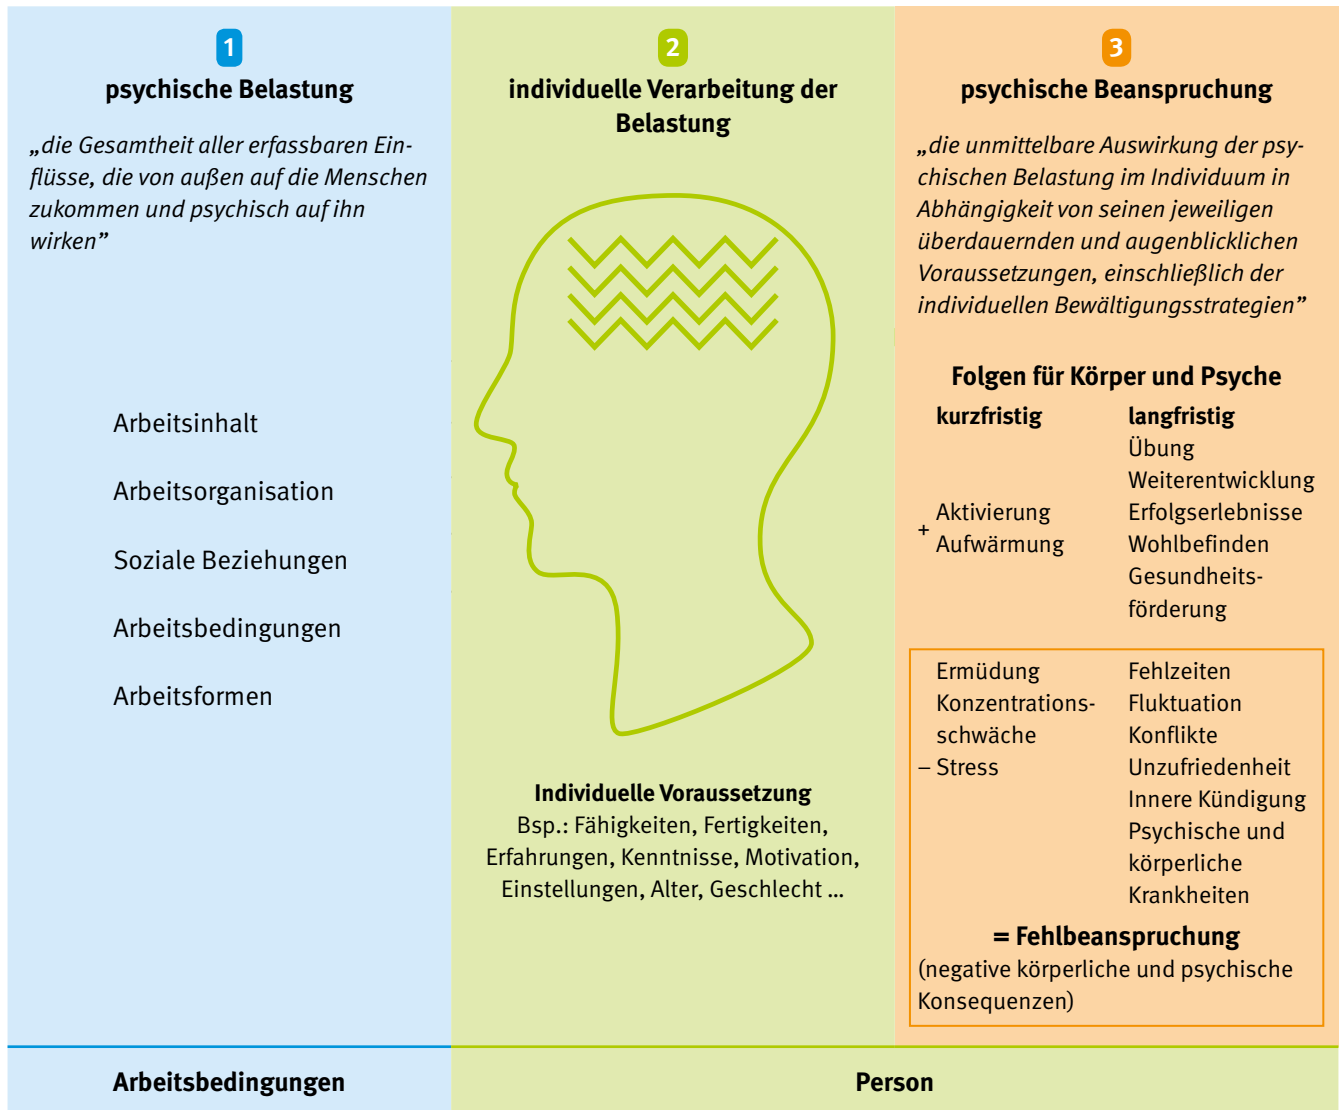 1
psychische Belastung
„die Gesamtheit aller erfassbaren Ein-
flüsse, die von außen auf die Menschen
zukommen und psychisch auf ihn
wirken”
Arbeitsinhalt
Arbeitsorganisation
Soziale Beziehungen
Arbeitsbedingungen
Arbeitsformen
2
individuelle Verarbeitung der
Belastung
Individuelle Voraussetzung
Bsp.: Fähigkeiten, Fertigkeiten,
Erfahrungen, Kenntnisse, Motivation,
Einstellungen, Alter, Geschlecht ...
3
psychische Beanspruchung
„die unmittelbare Auswirkung der psy-
chischen Belastung im Individuum in
Abhängigkeit von seinen jeweiligen
überdauernden und augenblicklichen
Voraussetzungen, einschließlich der
individuellen Bewältigungsstrategien”
Folgen für Körper und Psyche
kurzfristig
+ Aktivierung
Aufwärmung
langfristig
Übung
Weiterentwicklung
Erfolgserlebnisse
Wohlbefinden
Gesundheits-
förderung
Ermüdung
Konzentrations-
schwäche
– Stress
Fehlzeiten
Fluktuation
Konflikte
Unzufriedenheit
Innere Kündigung
Psychische und
körperliche
Krankheiten
= Fehlbeanspruchung
(negative körperliche und psychische
Konsequenzen)
Arbeitsbedingungen
Person